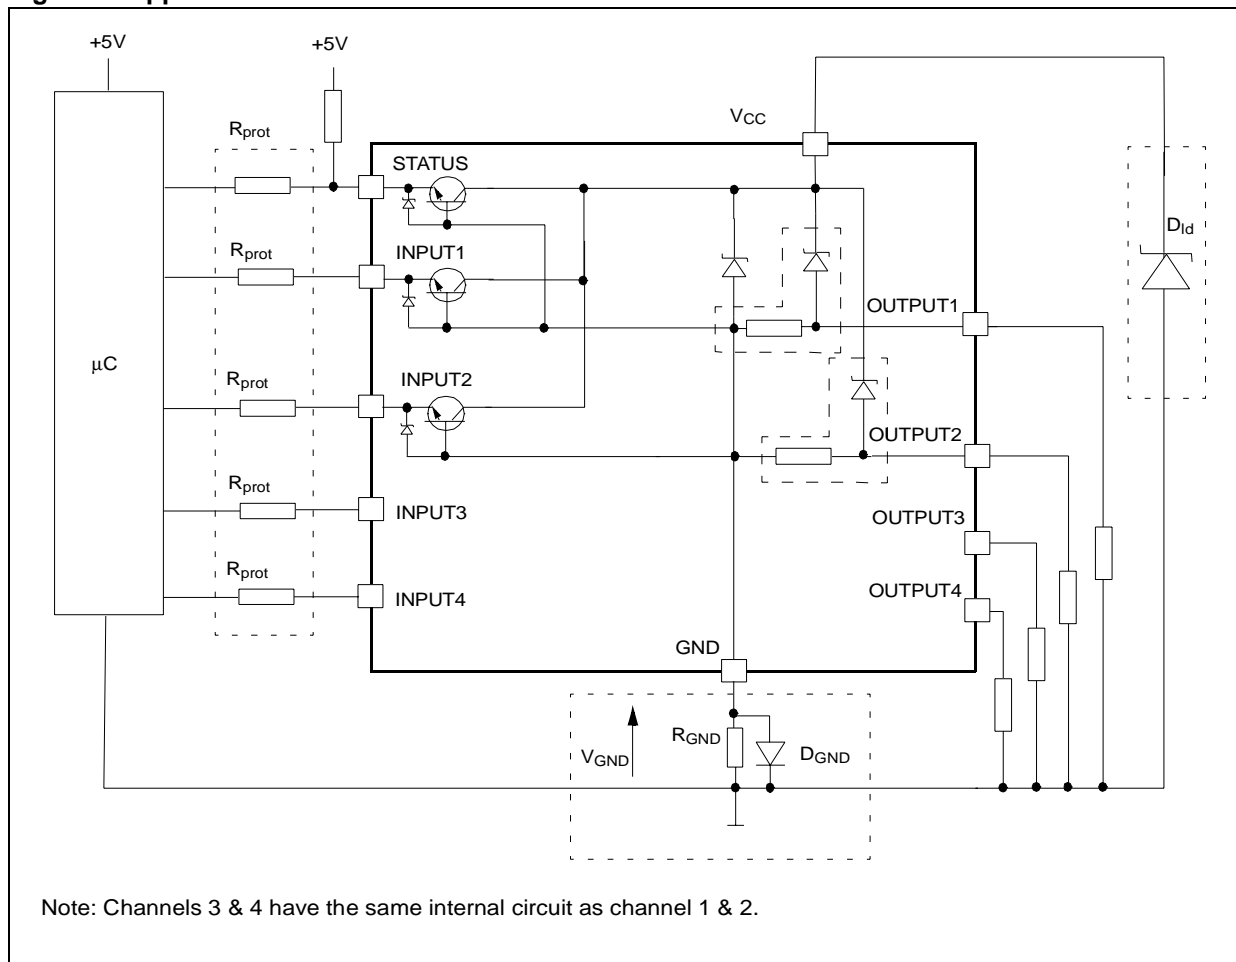 +5V
+5V
Rprot
VCC
STATUS
Rprot
INPUT1
Dld
OUTPUT1
μC
Rprot
INPUT2
OUTPUT2
Rprot
INPUT3
OUTPUT3
Rprot
INPUT4
OUTPUT4
GND
RGND
VGND
DGND
Note: Channels 3 & 4 have the same internal circuit as channel 1 & 2.